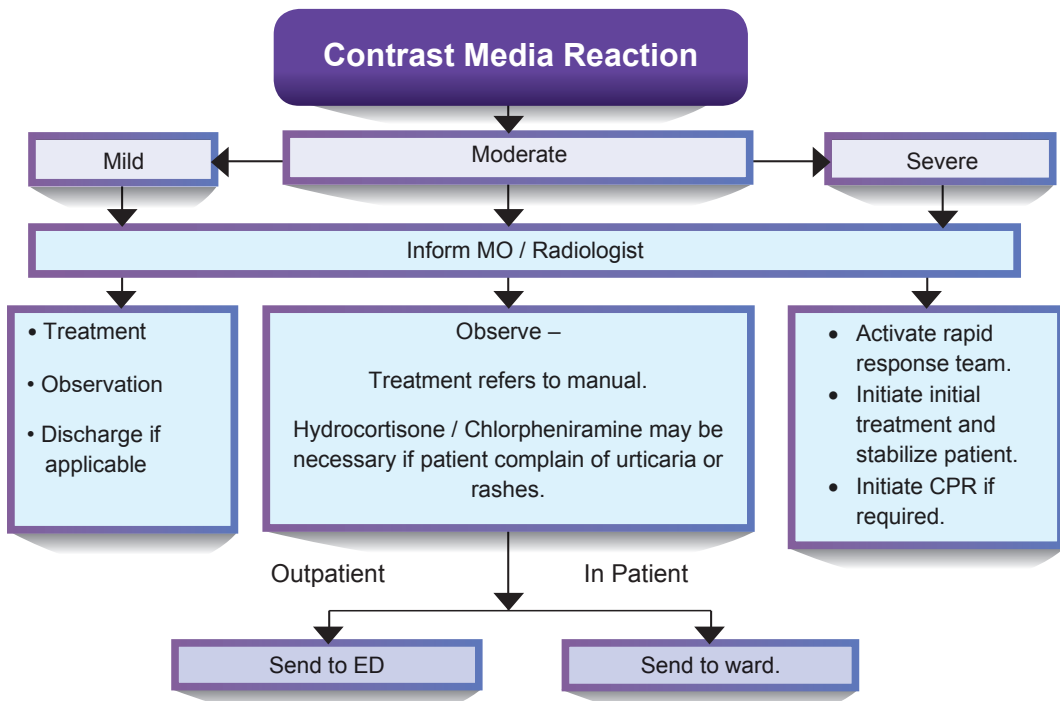 Contrast Media Reaction
Mild
Moderate
Severe
Inform MO / Radiologist
• Treatment
• Observation
• Discharge if
applicable
Observe –
Treatment refers to manual.
Hydrocortisone / Chlorpheniramine may be
necessary if patient complain of urticaria or
rashes.
• Activate rapid
response team.
• Initiate initial
treatment and
stabilize patient.
• Initiate CPR if
required.
Outpatient
In Patient
Send to ED
Send to ward.